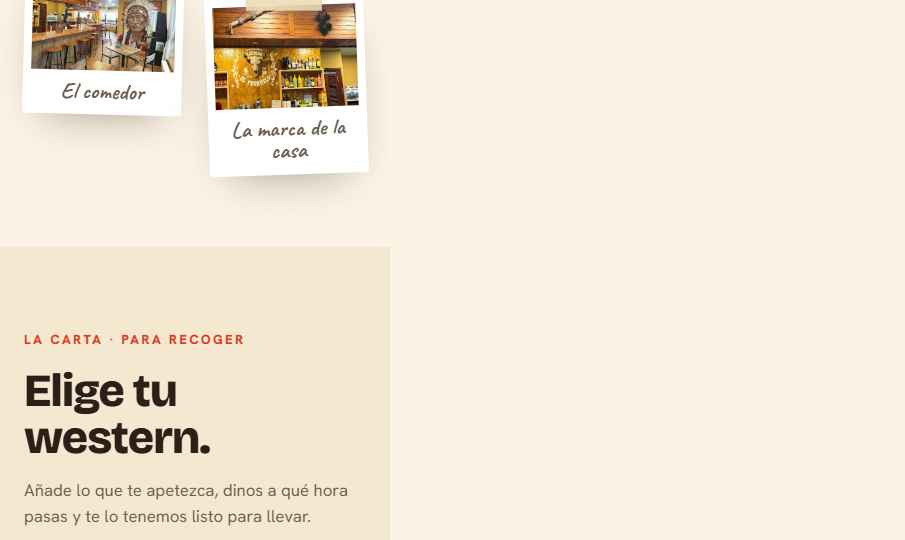 El comedor
La marca de la
casa
LA CARTA · PARA RECOGER
Elige tu
western.
Añade lo que te apetezca, dinos a qué hora
pasas y te lo tenemos listo para llevar.